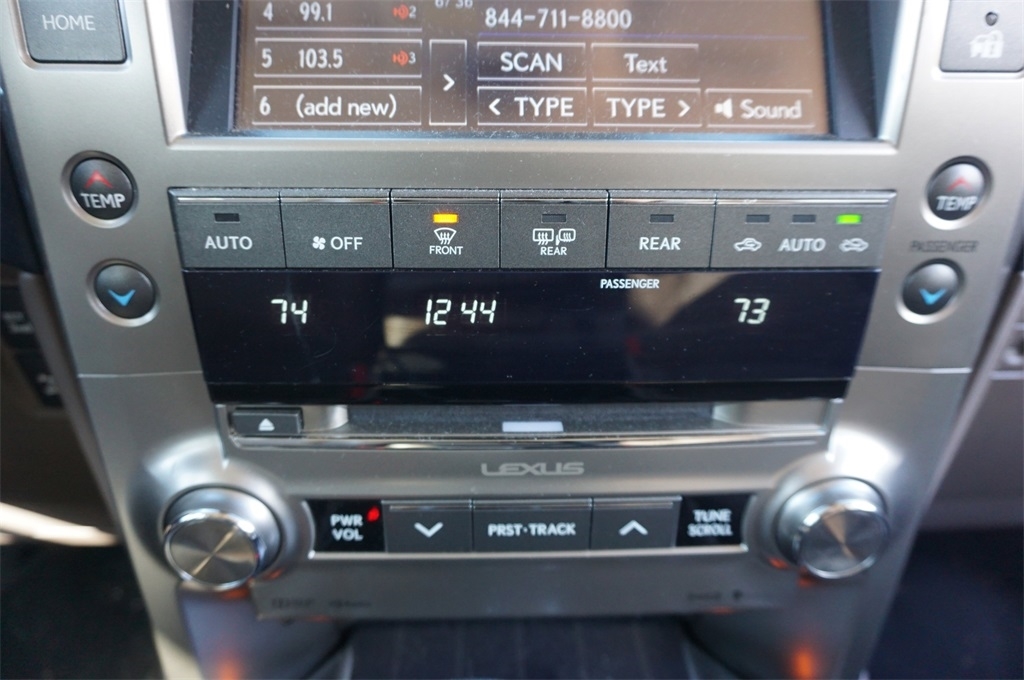 HOME
4 99.1 2
844-711-8800
5 103.5 3
SCAN Text
6 (add new) > < TYPE TYPE > Sound
TEMP
TEMP
AUTO OFF FRONT REAR REAR AUTO
PASSENGER
PASSENGER
74 12 44 73
LEXUS
PWR VOL PRST·TRACK TUNE SCROLL